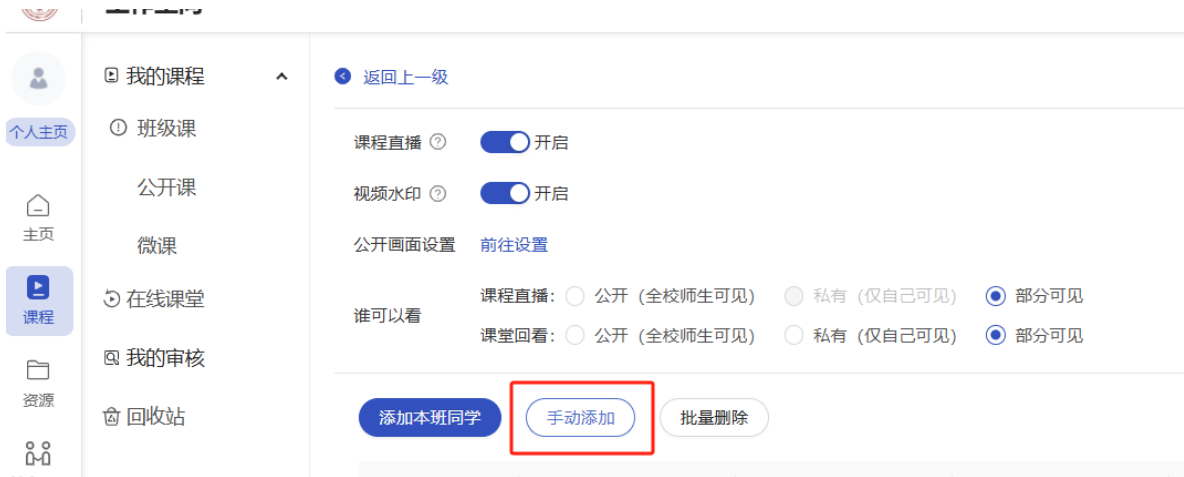 我的课程
返回上一级
个人主页
班级课
课程直播 开启
公开课
视频水印 开启
主页
微课
公开画面设置 前往设置
课程
在线课堂
谁可以看
课程直播: 公开 (全校师生可见) 私有 (仅自己可见) 部分可见
课堂回看: 公开 (全校师生可见) 私有 (仅自己可见) 部分可见
我的审核
资源
回收站
添加本班同学 手动添加 批量删除